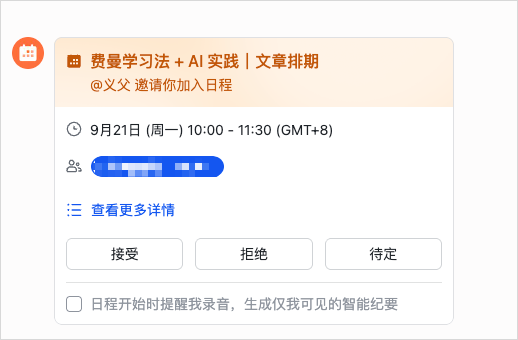 费曼学习法 + AI 实践｜文章排期
@义父 邀请你加入日程
9月21日 (周一) 10:00 - 11:30 (GMT+8)
查看更多详情
接受
拒绝
待定
日程开始时提醒我录音，生成仅我可见的智能纪要